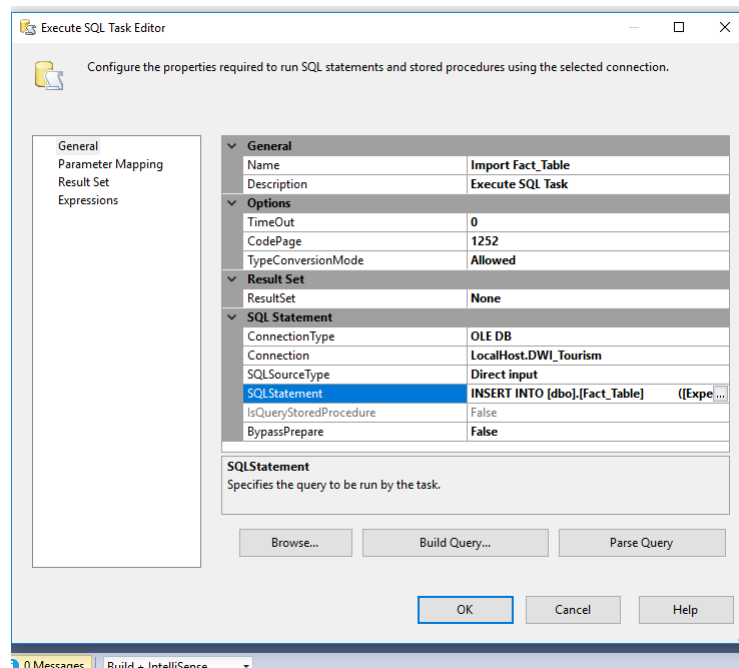 Execute SQL Task Editor
Configure the properties required to run SQL statements and stored procedures using the selected connection.
General
Parameter Mapping
Result Set
Expressions
General
Name Import Fact_Table
Description Execute SQL Task
Options
TimeOut 0
CodePage 1252
TypeConversionMode Allowed
Result Set
ResultSet None
SQL Statement
ConnectionType OLE DB
Connection LocalHost.DWI_Tourism
SQLSourceType Direct input
SQLStatement INSERT INTO [dbo].[Fact_Table] ([Expe ...
IsQueryStoredProcedure False
BypassPrepare False
SQLStatement
Specifies the query to be run by the task.
Browse... Build Query... Parse Query
OK Cancel Help
0 Messages Build + IntelliSense